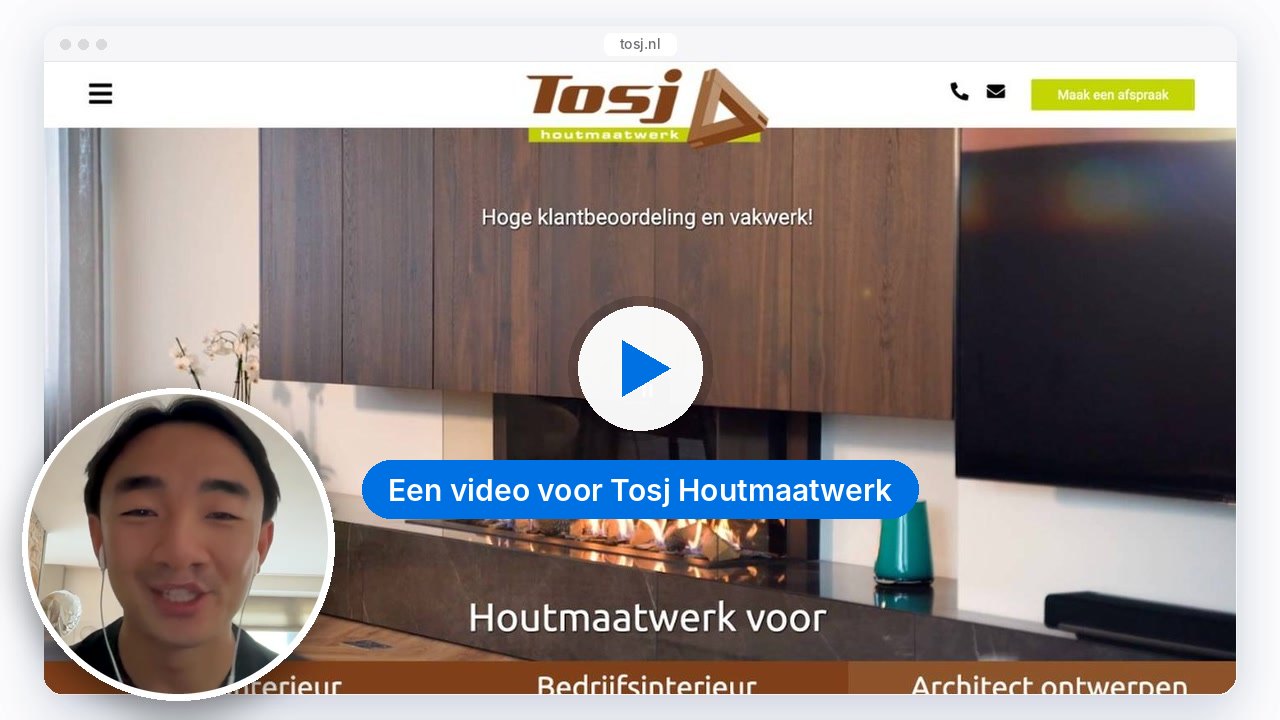 tosj.nl
Tosj
houtmaatwerk
Maak een afspraak
Hoge klantbeoordeling en vakwerk!
Een video voor Tosj Houtmaatwerk
Houtmaatwerk voor
Bedrijfsinterieur
Architect ontwerpen